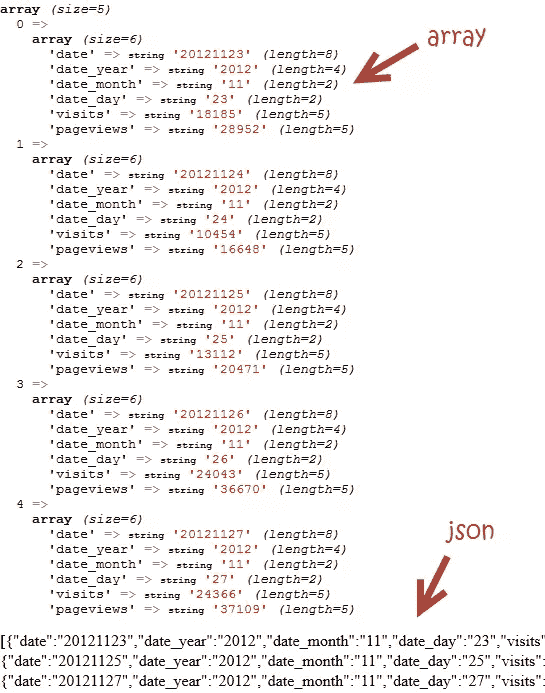 array (size=5)
0 =>
array (size=6)
'date' => string '20121123' (length=8)
'date_year' => string '2012' (length=4)
'date_month' => string '11' (length=2)
'date_day' => string '23' (length=2)
'visits' => string '18185' (length=5)
'pageviews' => string '28952' (length=5)
array
1 =>
array (size=6)
'date' => string '20121124' (length=8)
'date_year' => string '2012' (length=4)
'date_month' => string '11' (length=2)
'date_day' => string '24' (length=2)
'visits' => string '10454' (length=5)
'pageviews' => string '16648' (length=5)
2 =>
array (size=6)
'date' => string '20121125' (length=8)
'date_year' => string '2012' (length=4)
'date_month' => string '11' (length=2)
'date_day' => string '25' (length=2)
'visits' => string '13112' (length=5)
'pageviews' => string '20471' (length=5)
3 =>
array (size=6)
'date' => string '20121126' (length=8)
'date_year' => string '2012' (length=4)
'date_month' => string '11' (length=2)
'date_day' => string '26' (length=2)
'visits' => string '24043' (length=5)
'pageviews' => string '36670' (length=5)
4 =>
array (size=6)
'date' => string '20121127' (length=8)
'date_year' => string '2012' (length=4)
'date_month' => string '11' (length=2)
'date_day' => string '27' (length=2)
'visits' => string '24366' (length=5)
'pageviews' => string '37109' (length=5)
json
[{"date":"20121123","date_year":"2012","date_month":"11","date_day":"23","visits"
{"date":"20121125","date_year":"2012","date_month":"11","date_day":"25","visits":
{"date":"20121127","date_year":"2012","date_month":"11","date_day":"27","visits":